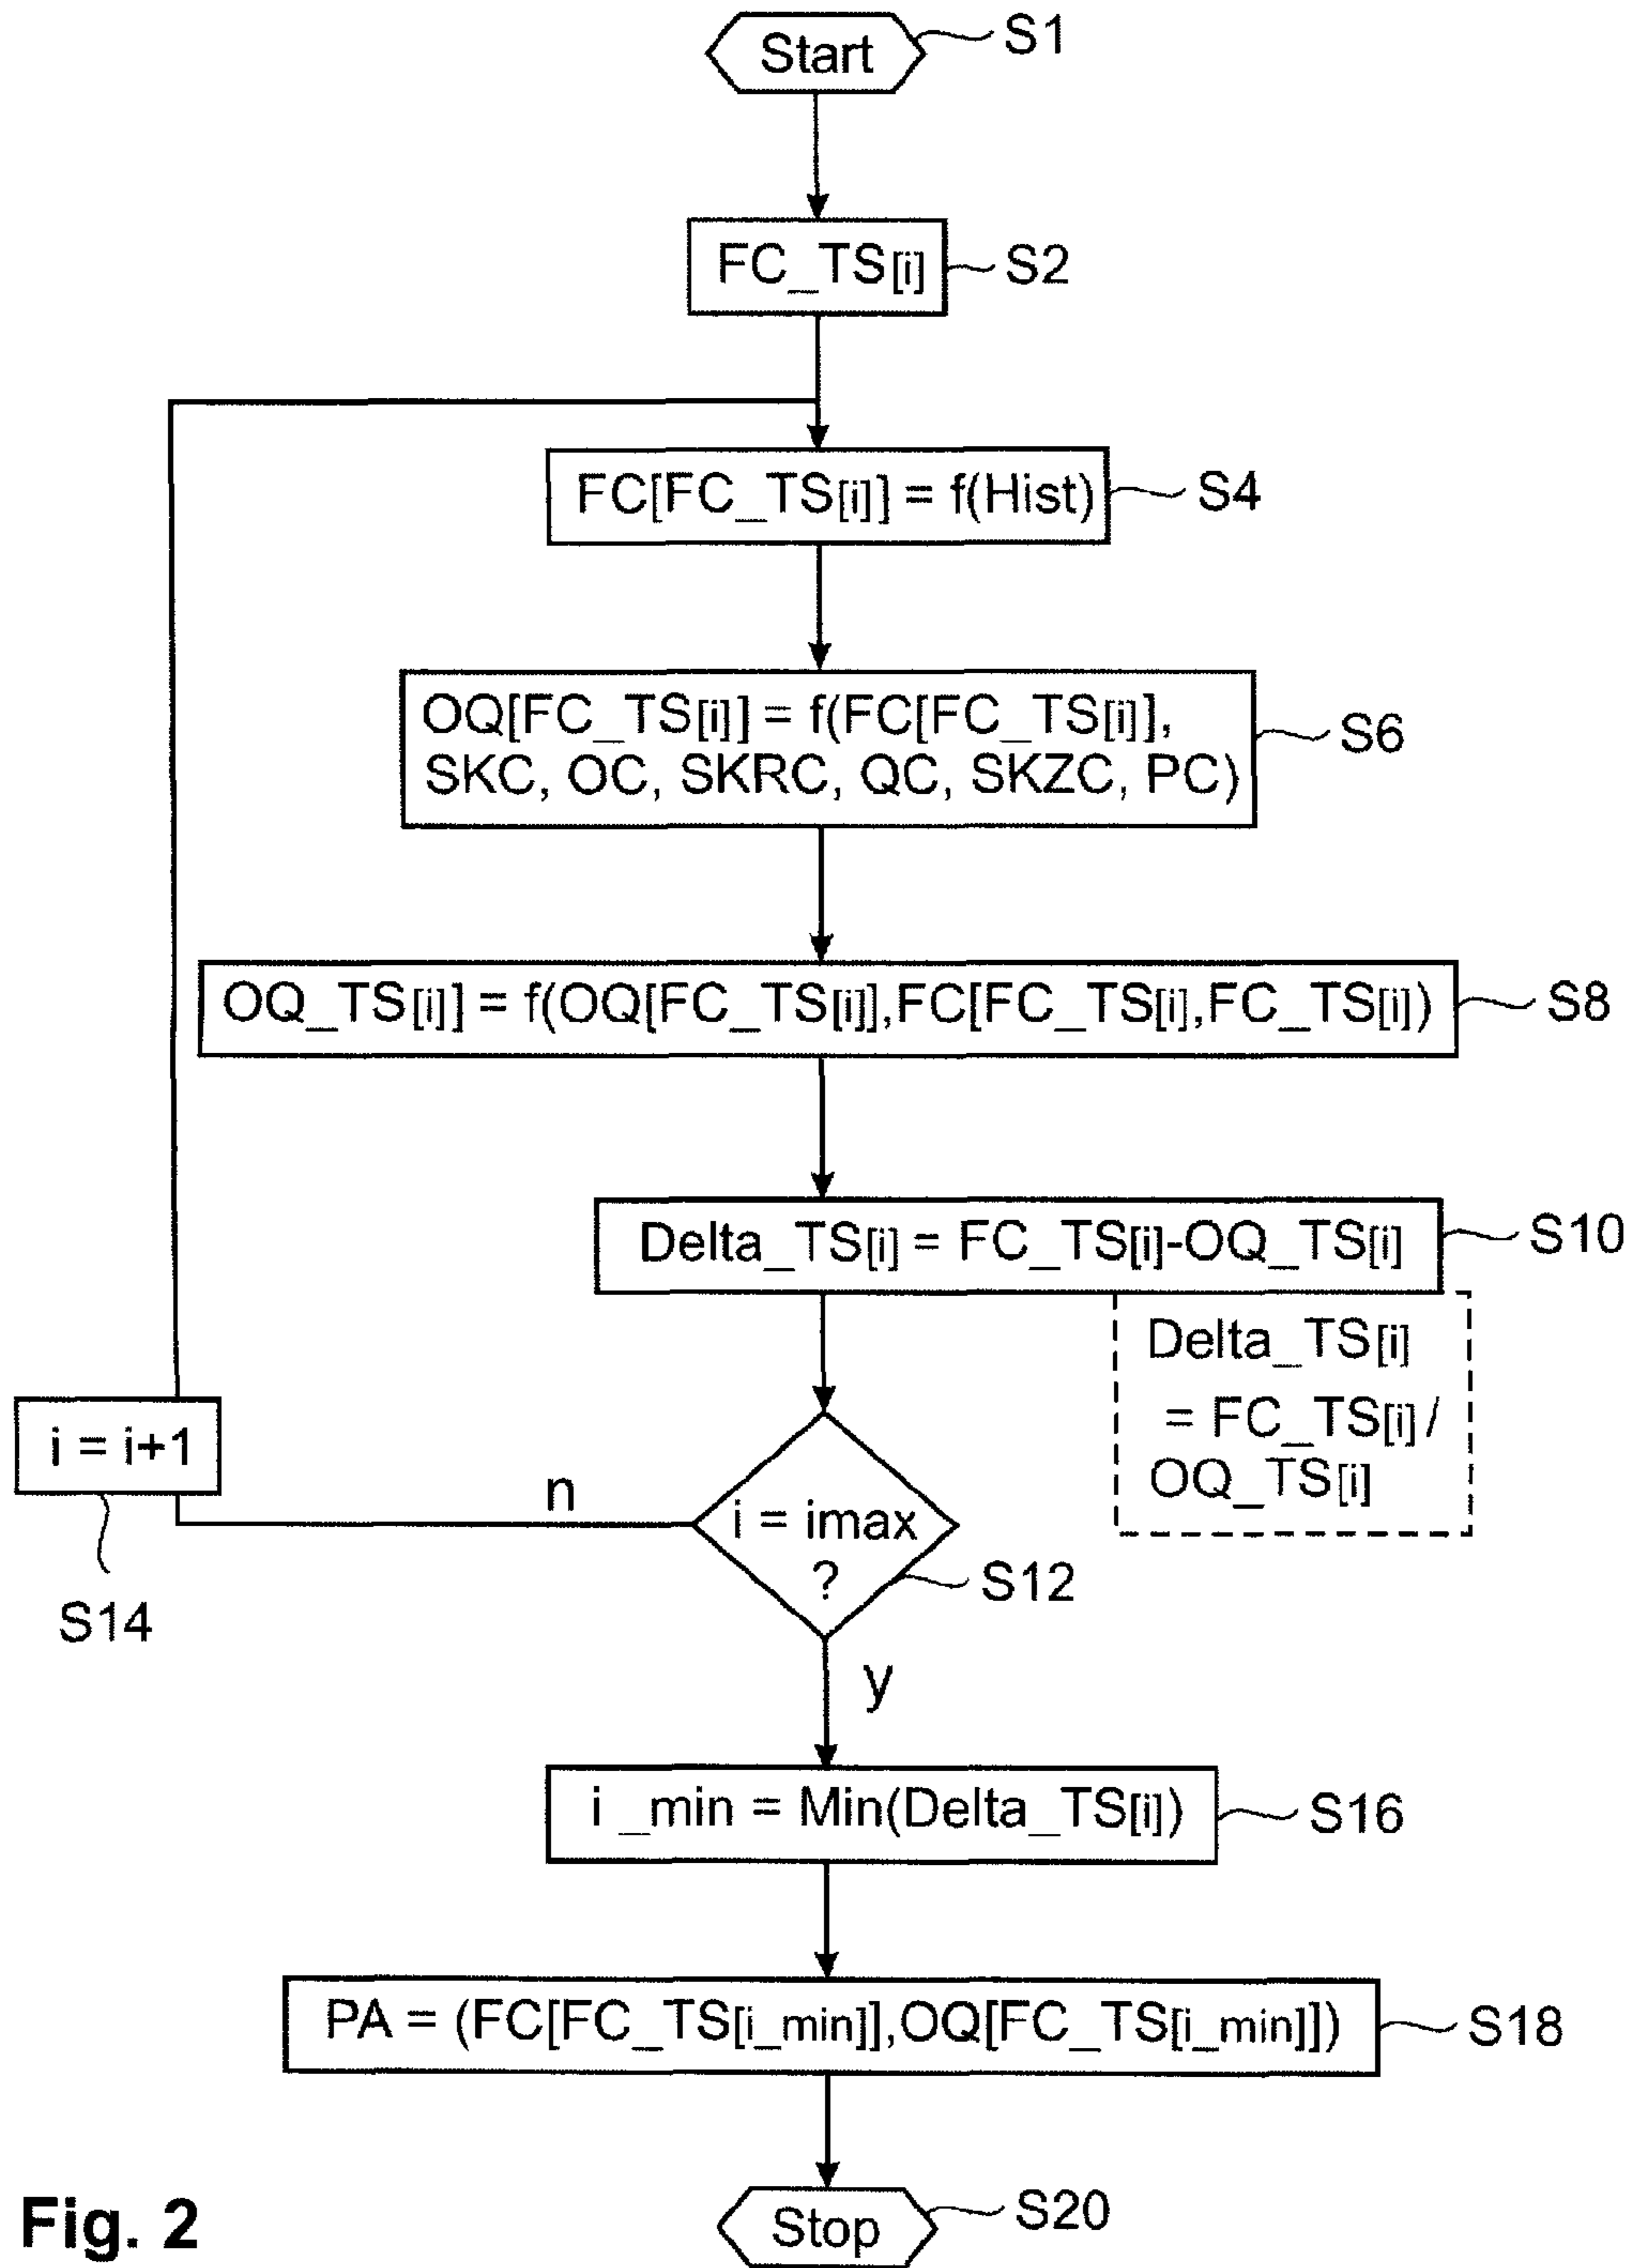 Start
S1
FC_TS[i]
S2
FC[FC_TS[i]] = f(Hist)
S4
OQ[FC_TS[i]] = f(FC[FC_TS[i]],
SKC, OC, SKRC, QC, SKZC, PC)
S6
OQ_TS[i]] = f(OQ[FC_TS[i]],FC[FC_TS[i],FC_TS[i])
S8
Delta_TS[i] = FC_TS[i]-OQ_TS[i]
S10
Delta_TS[i]
= FC_TS[i] /
OQ_TS[i]
i = i+1
S14
n
i = imax
?
S12
y
i _min = Min(Delta_TS[i])
S16
PA = (FC[FC_TS[i_min]],OQ[FC_TS[i_min]])
S18
Stop
S20
Fig. 2